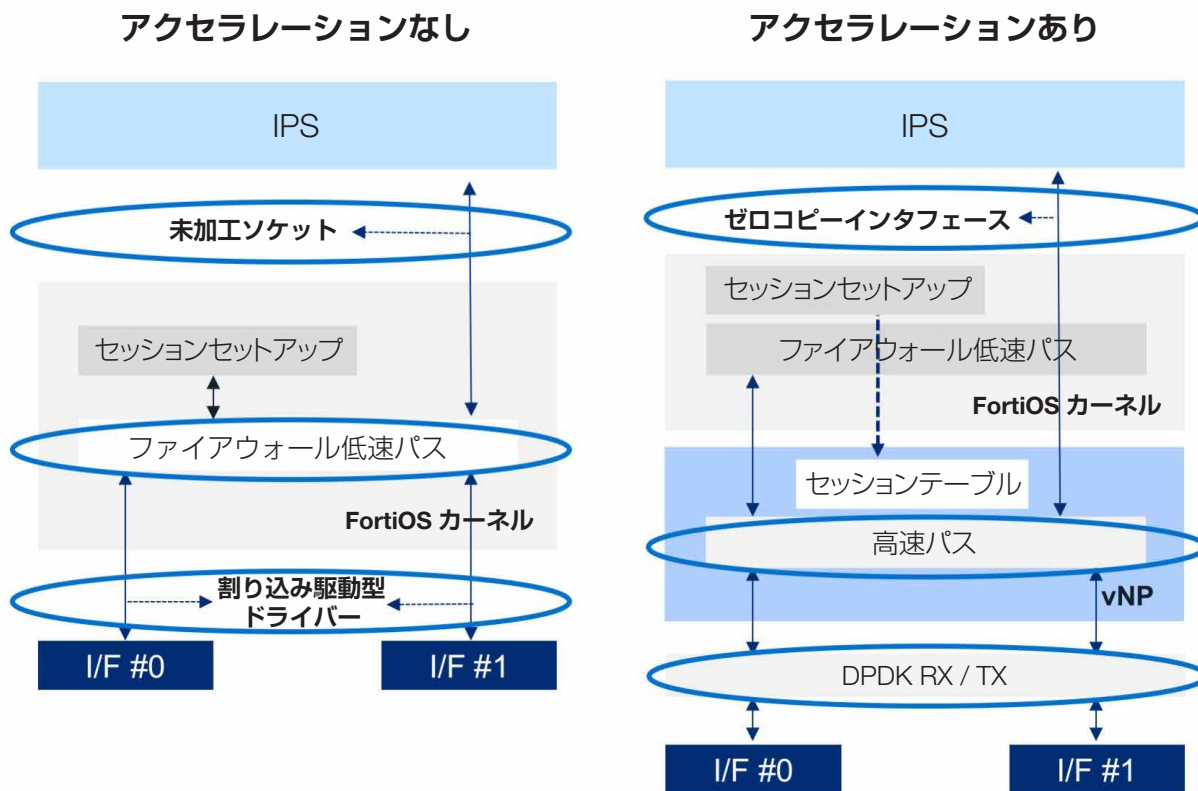 アクセラレーションなし
IPS
未加工ソケット
セッションセットアップ
ファイアウォール低速パス
FortiOS カーネル
割り込み駆動型
ドライバー
I/F #0
I/F #1
アクセラレーションあり
IPS
ゼロコピーインタフェース
セッションセットアップ
ファイアウォール低速パス
FortiOS カーネル
セッションテーブル
高速パス
vNP
DPDK RX / TX
I/F #0
I/F #1